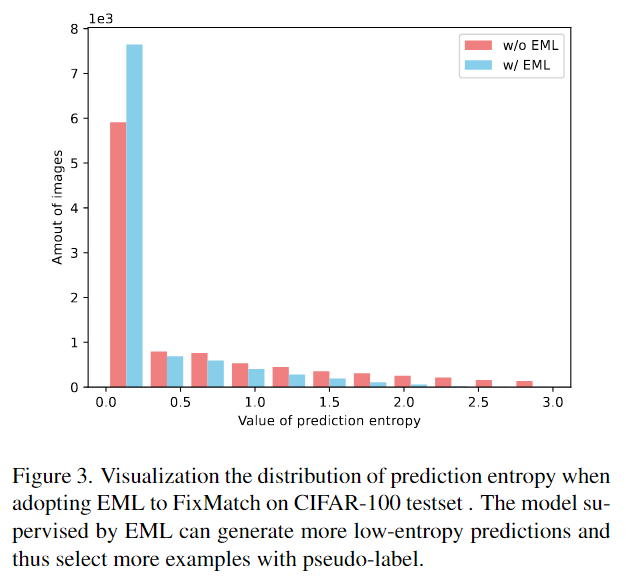 1e3
8
7
6
5
4
3
2
1
0
Amout of images
w/o EML
w/ EML
0.0 0.5 1.0 1.5 2.0 2.5 3.0
Value of prediction entropy
Figure 3. Visualization the distribution of prediction entropy when
adopting EML to FixMatch on CIFAR-100 testset . The model su-
pervised by EML can generate more low-entropy predictions and
thus select more examples with pseudo-label.